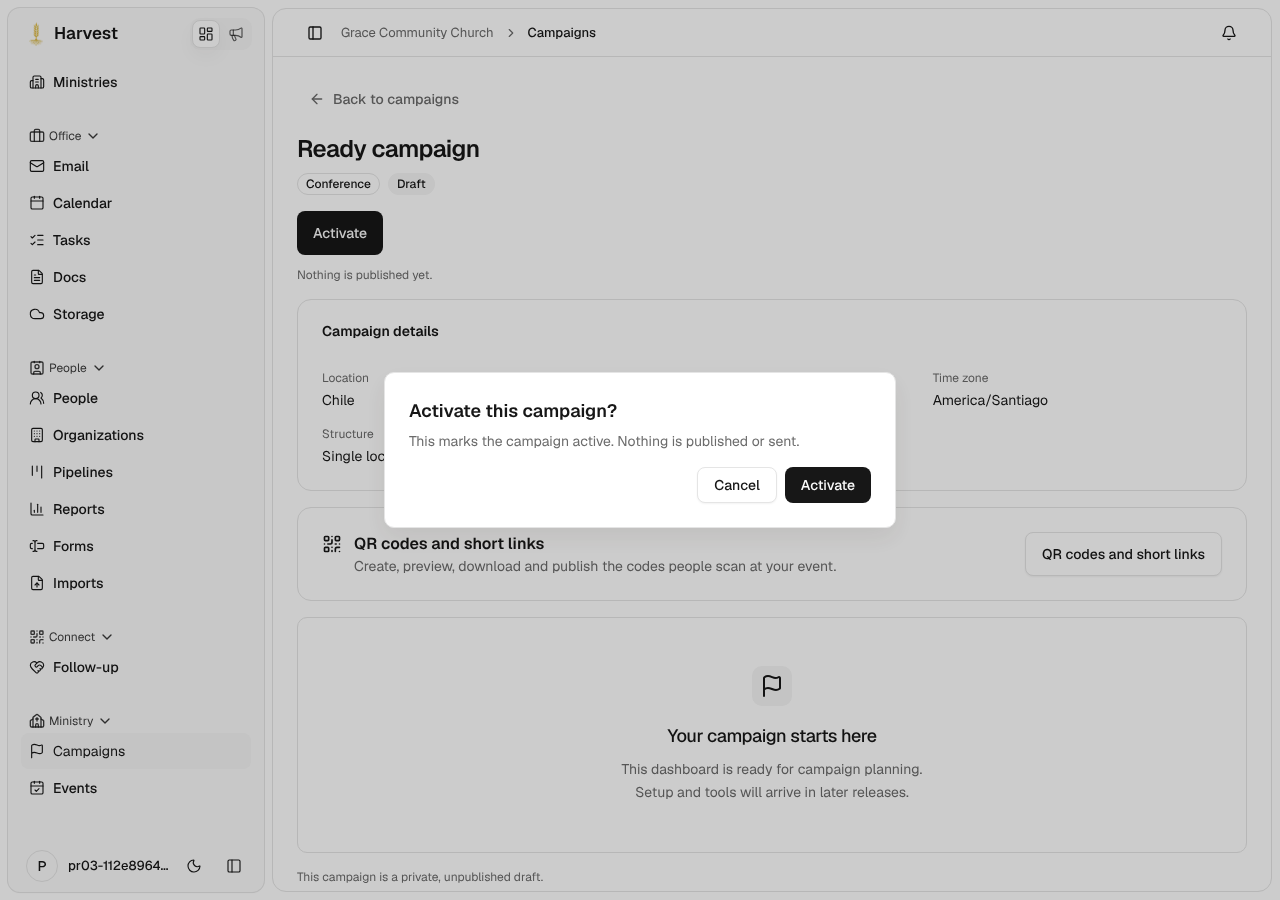 Harvest
Ministries
Office
Email
Calendar
Tasks
Docs
Storage
People
People
Organizations
Pipelines
Reports
Forms
Imports
Connect
Follow-up
Ministry
Campaigns
Events
P
pr03-112e8964…
Grace Community Church
Campaigns
Back to campaigns
Ready campaign
Conference
Draft
Activate
Nothing is published yet.
Campaign details
Location
Chile
Time zone
America/Santiago
Structure
Single loc
Activate this campaign?
This marks the campaign active. Nothing is published or sent.
Cancel
Activate
QR codes and short links
Create, preview, download and publish the codes people scan at your event.
QR codes and short links
Your campaign starts here
This dashboard is ready for campaign planning.
Setup and tools will arrive in later releases.
This campaign is a private, unpublished draft.